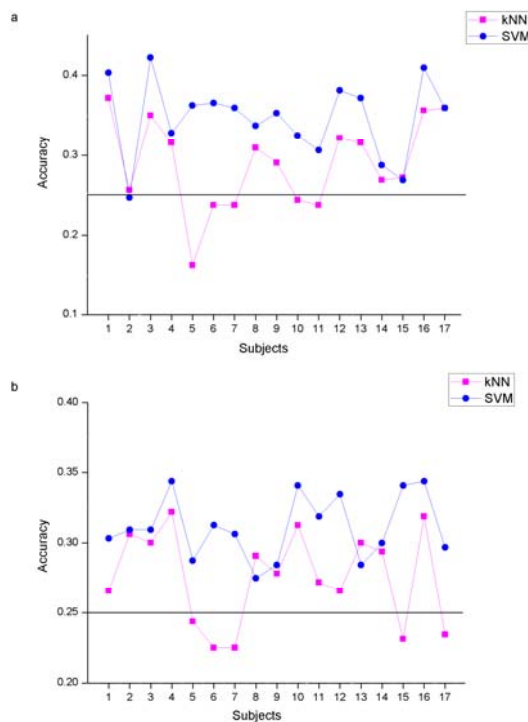 a
kNN
SVM
0.4
0.3
0.2
0.1
Accuracy
1 2 3 4 5 6 7 8 9 10 11 12 13 14 15 16 17
Subjects
b
kNN
SVM
0.40
0.35
0.30
0.25
0.20
Accuracy
1 2 3 4 5 6 7 8 9 10 11 12 13 14 15 16 17
Subjects